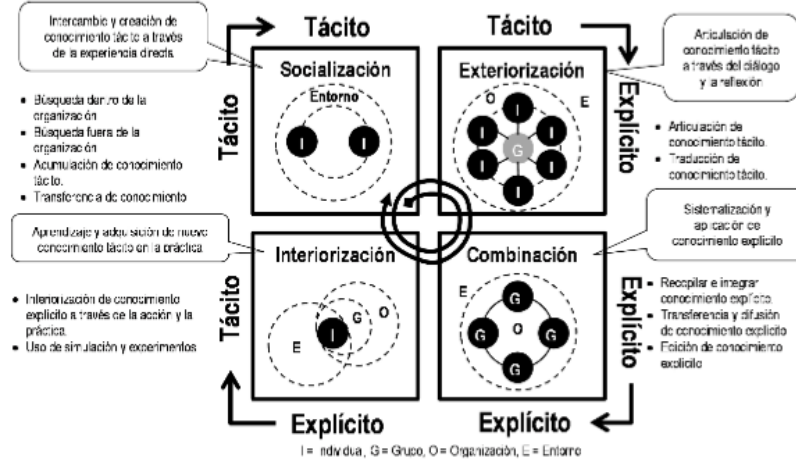 Intercambio y creación de
conocimiento tácito a través
de la experiencia directa
Tácito
Tácito
Articulación de
conocimiento tácito
a través del diálogo
y la reflexión
Socialización
Entorno
I
I
Exteriorización
O
E
I
I
I
G
I
I
I
Tácito
Explícito
• Búsqueda dentro de la
organización
• Búsqueda fuera de la
organización
• Acumulación de conocimiento
tácito.
• Transferencia de conocimiento
• Articulación de
conocimiento tácito.
• Traducción de
conocimiento tácito.
Aprendizaje y adquisición de nuevo
conocimiento tácito en la práctica
Sistematización y
aplicación de
conocimiento explícito
Interiorización
E
I
G
O
Combinación
E
G
G
O
G
G
Tácito
Explícito
• Interiorización de conocimiento
explícito a través de la acción y la
práctica.
• Uso de simulación y experimentos
• Recopilar e integrar
conocimiento explícito.
• Transferencia y difusión
de conocimiento explícito
• Edición de conocimiento
explícito
Explícito
Explícito
I = Individua, G = Grupo, O = Organización, E = Entorno